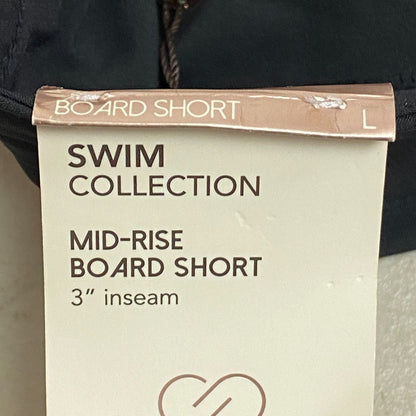 BOARD SHORT L
SWIM
COLLECTION
MID-RISE
BOARD SHORT
3" inseam